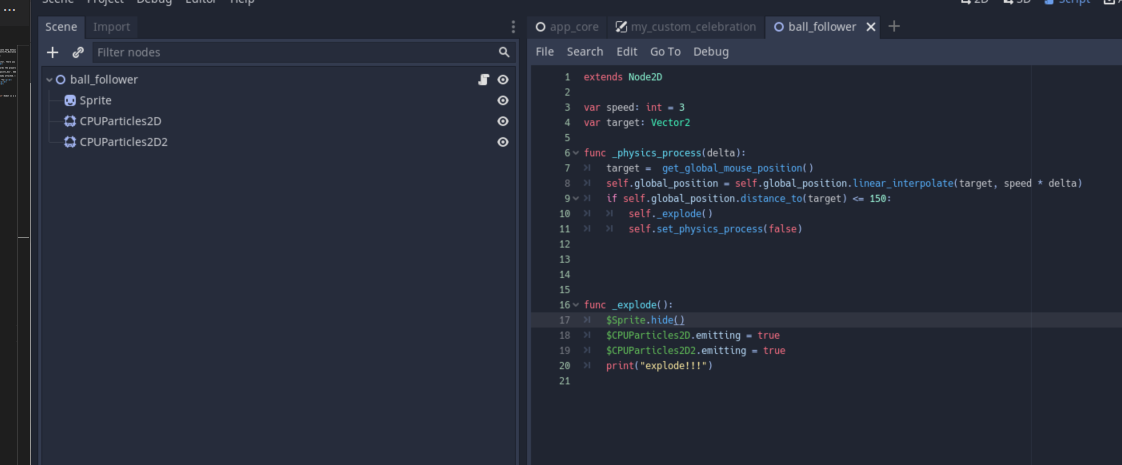 Scene Project Debug Editor Help
2D 3D Script
Scene Import
app_core my_custom_celebration ball_follower
Filter nodes
File Search Edit Go To Debug
ball_follower
Sprite
CPUParticles2D
CPUParticles2D2
1 extends Node2D
2
3 var speed: int = 3
4 var target: Vector2
5
6 func _physics_process(delta):
7 target =  get_global_mouse_position()
8 self.global_position = self.global_position.linear_interpolate(target, speed * delta)
9 if self.global_position.distance_to(target) <= 150:
10 self._explode()
11 self.set_physics_process(false)
12
13
14
15
16 func _explode():
17 $Sprite.hide()
18 $CPUParticles2D.emitting = true
19 $CPUParticles2D2.emitting = true
20 print("explode!!!")
21